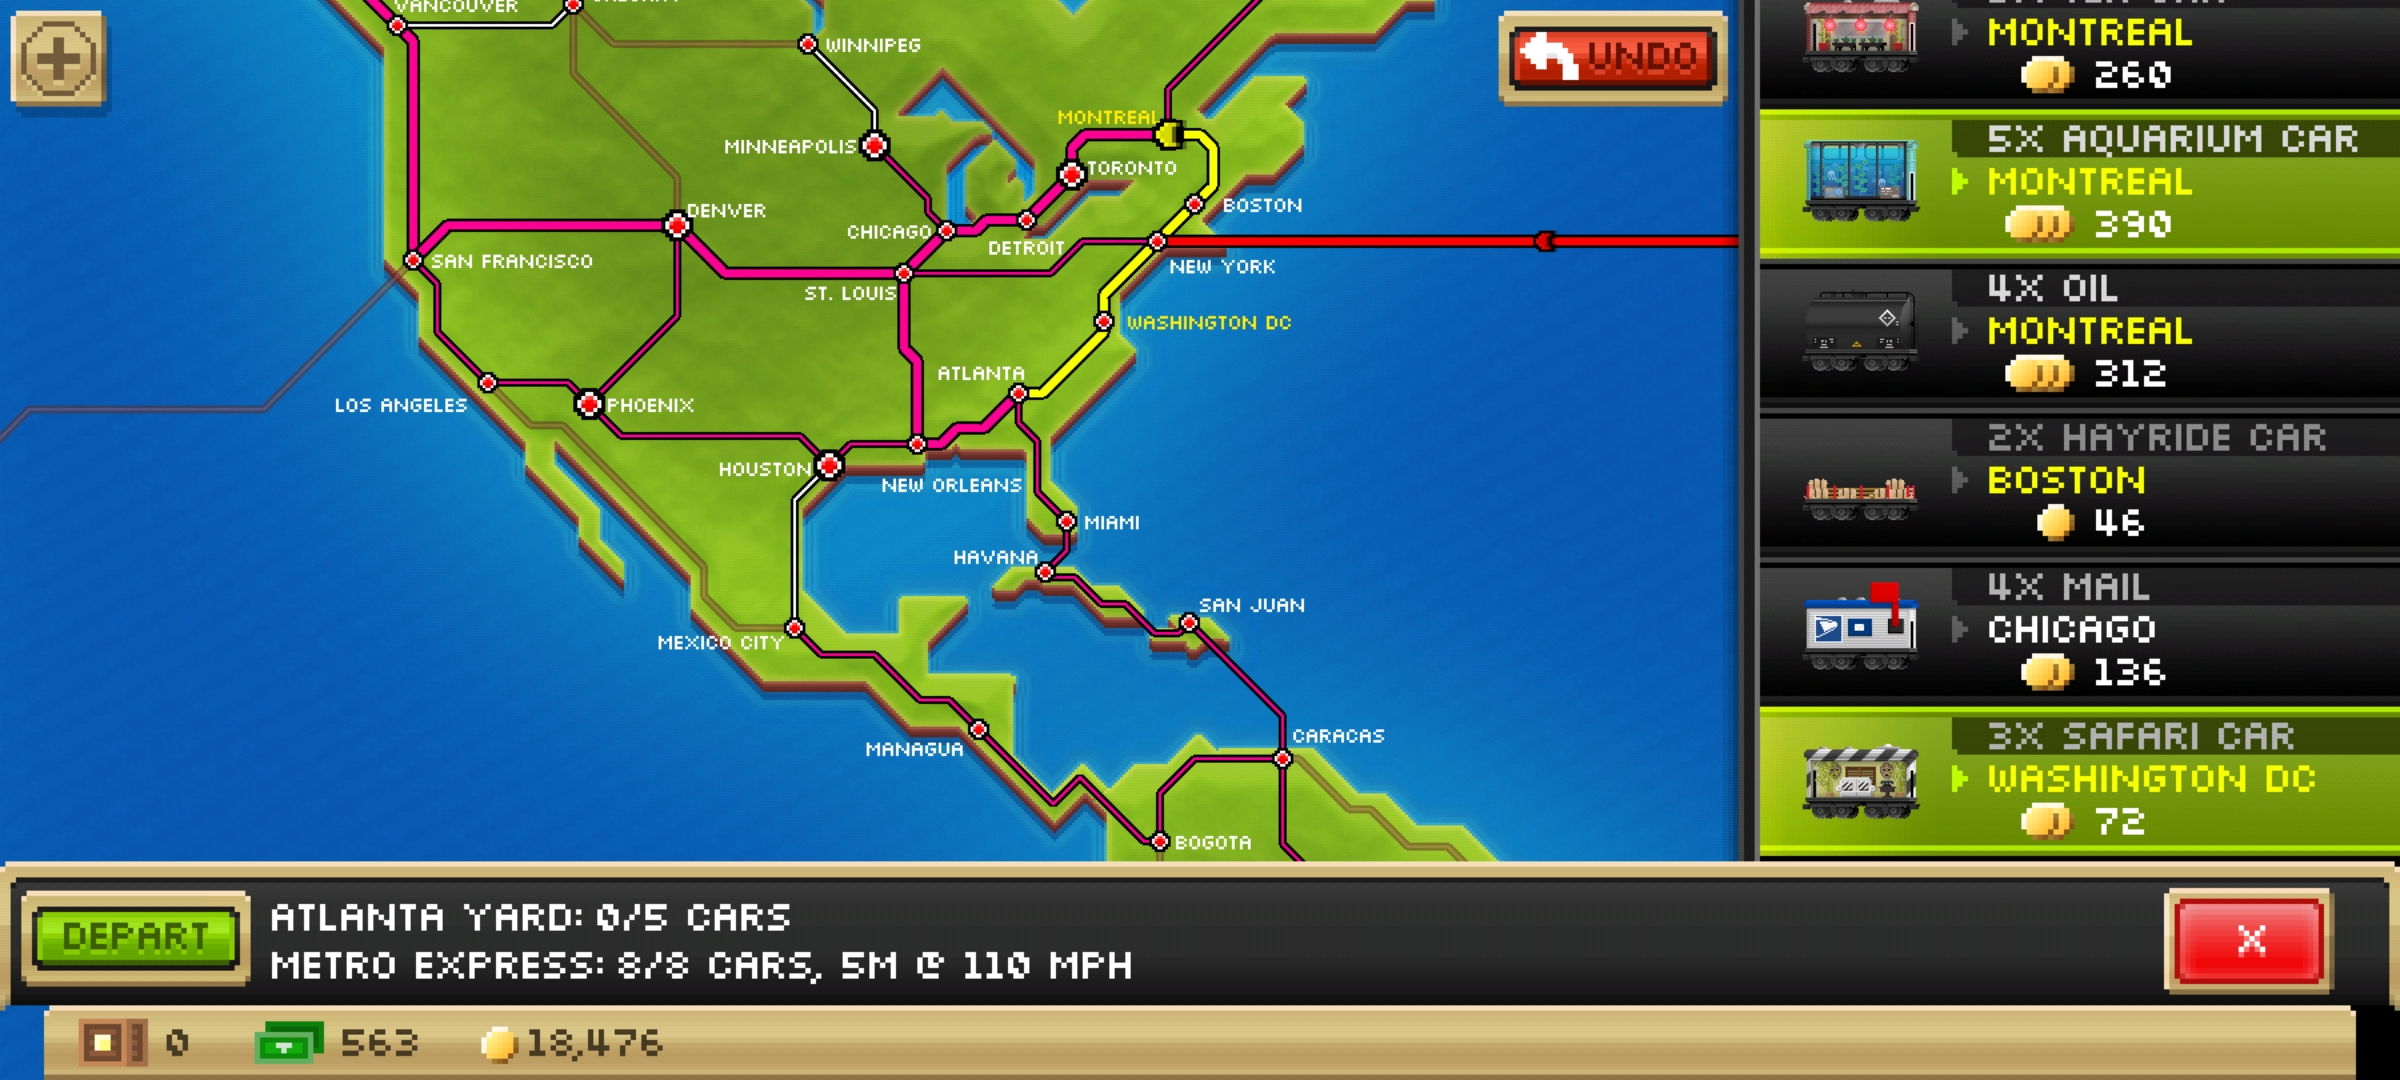 VANCOUVER
WINNIPEG
UNDO
MONTREAL
260
MONTREAL
MINNEAPOLIS
TORONTO
5X AQUARIUM CAR
MONTREAL
390
DENVER
BOSTON
CHICAGO
DETROIT
SAN FRANCISCO
NEW YORK
ST. LOUIS
4X OIL
MONTREAL
312
WASHINGTON DC
ATLANTA
LOS ANGELES
PHOENIX
HOUSTON
NEW ORLEANS
2X HAYRIDE CAR
BOSTON
46
MIAMI
HAVANA
SAN JUAN
MEXICO CITY
4X MAIL
CHICAGO
136
MANAGUA
CARACAS
BOGOTA
3X SAFARI CAR
WASHINGTON DC
72
DEPART
ATLANTA YARD: 0/5 CARS
METRO EXPRESS: 8/8 CARS, 5M @ 110 MPH
X
0
563
18,476